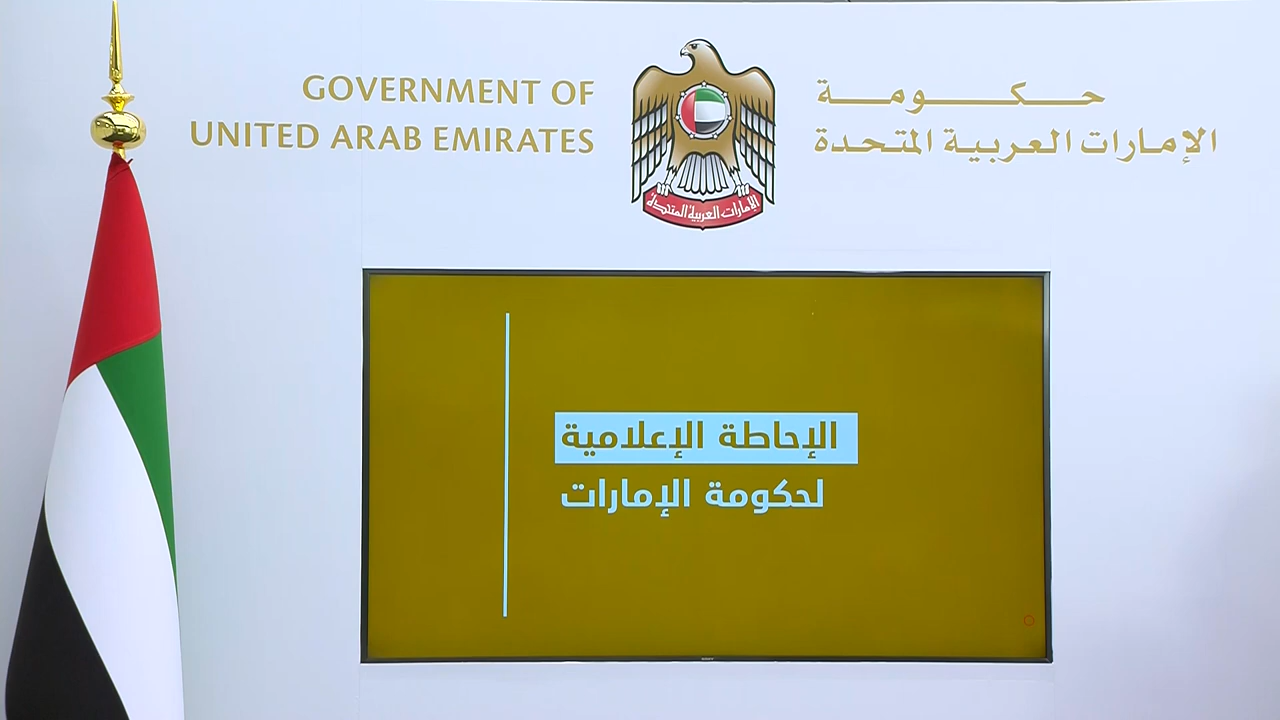 GOVERNMENT OF
UNITED ARAB EMIRATES
حكومة
الإمارات العربية المتحدة
الإمارات العربية المتحدة
الإحاطة الإعلامية
لحكومة الإمارات